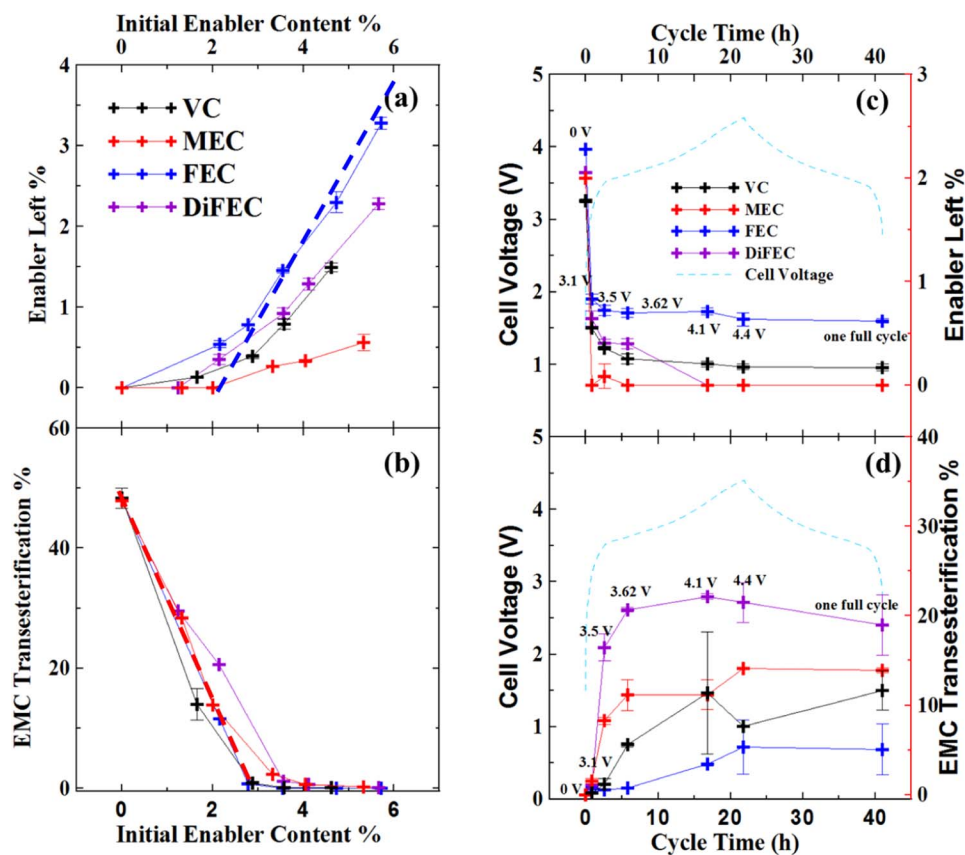 Initial Enabler Content %
0 2 4 6
(a)
VC
MEC
FEC
DiFEC
4
3
2
1
0
Enabler Left %
(b)
60
40
20
0
EMC Transesterification %
0 2 4 6
Initial Enabler Content %
Cycle Time (h)
0 10 20 30 40
(c)
0 V
VC
MEC
FEC
DiFEC
Cell Voltage
3.1 V
3.5 V
3.62 V
4.1 V
4.4 V
one full cycle
5
4
3
2
1
Cell Voltage (V)
3
2
1
0
Enabler Left %
(d)
4.1 V
4.4 V
3.62 V
one full cycle
3.5 V
3.1 V
0 V
5
4
3
2
1
0
Cell Voltage (V)
40
30
20
10
0
EMC Transesterification %
0 10 20 30 40
Cycle Time (h)